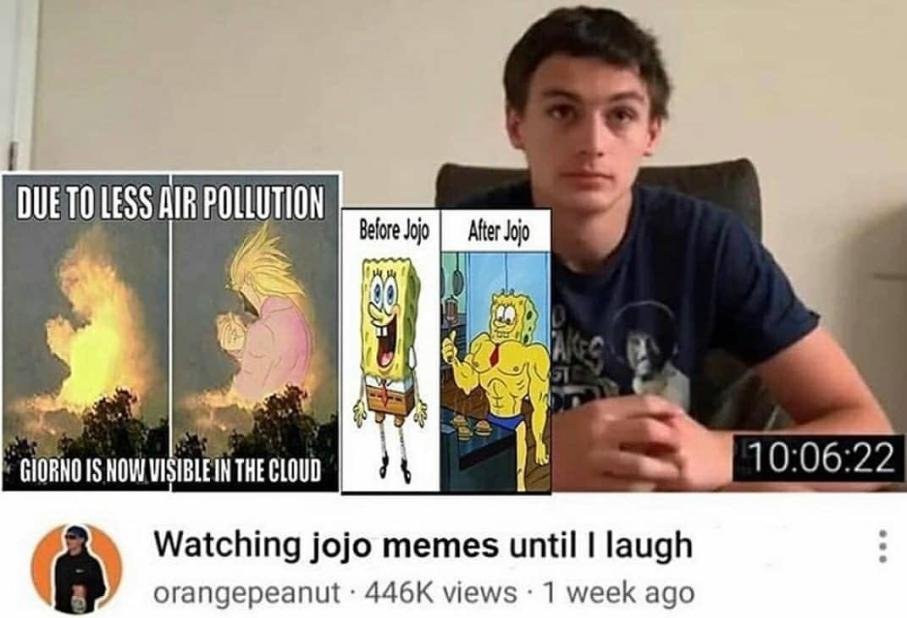 DUE TO LESS AIR POLLUTION
Before Jojo
After Jojo
GIORNO IS NOW VISIBLE IN THE CLOUD
10:06:22
Watching jojo memes until I laugh
orangepeanut · 446K views · 1 week ago